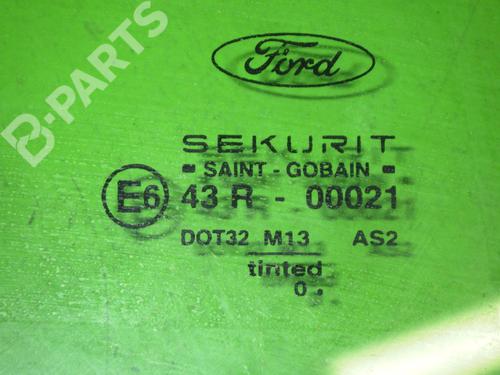 B-PARTS
Ford
SEKURIT
SAINT - GOBAIN
E6 43 R - 00021
DOT32 M13 AS2
tinted
0.